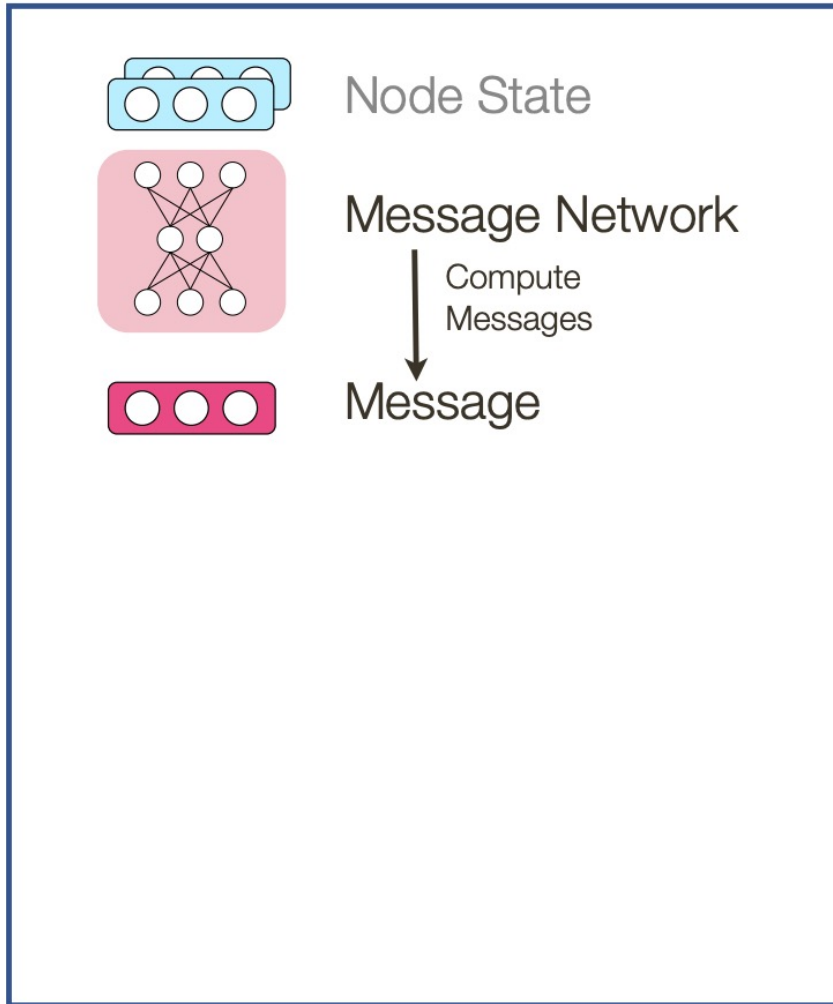 Node State
Message Network
Compute
Messages
Message